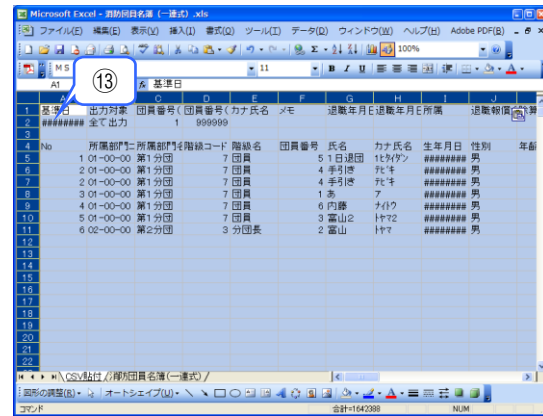 Microsoft Excel - 消防団員名簿（一連式）.xls
ファイル(F) 編集(E) 表示(V) 挿入(I) 書式(O) ツール(T) データ(D) ウィンドウ(W) ヘルプ(H) Adobe PDF(B)
100%
MS 11 B I U
A1 基準日
⑬
A B C D E F G H I J
1 基準日 出力対象 団員番号( 団員番号( カナ氏名 メモ 退職年月E 退職年月E 所属 退職報償
2 ######## 全て出力 1 999999
3
4 No 所属部門コ 所属部門名 階級コード 階級名 団員番号 氏名 カナ氏名 生年月日 性別 年齢
5 1 01-00-00 第1分団 7 団員 5 1日退団 ######## 男
6 2 01-00-00 第1分団 7 団員 4 手引き テビキ ######## 男
7 2 01-00-00 第1分団 7 団員 4 手引き テビキ ######## 男
8 3 01-00-00 第1分団 7 団員 1 あ ア ######## 男
9 4 01-00-00 第1分団 7 団員 6 内藤 ナイトウ ######## 男
10 5 01-00-00 第1分団 7 団員 3 富山2 トヤマ2 ######## 男
11 6 02-00-00 第2分団 3 分団長 2 富山 トヤマ ######## 男
12
13
14
15
16
17
18
19
20
21
22
CSV貼付 / 消防団員名簿(一連式) /
図形の調整(R) オートシェイプ(U)
コマンド 合計=1642388 NUM